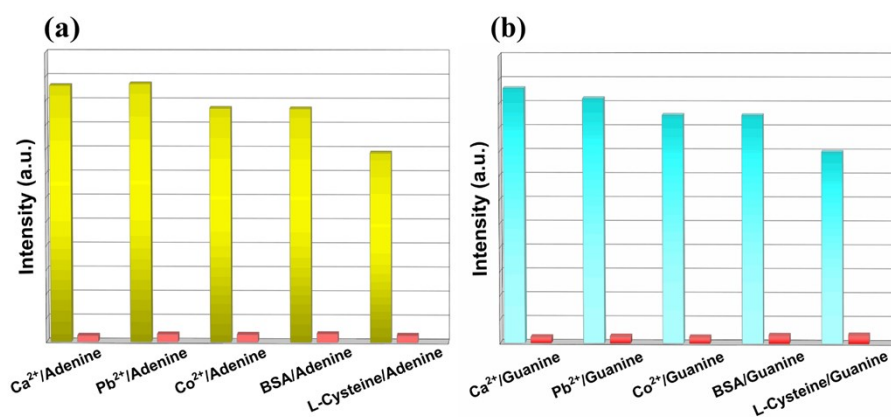 (a)
Intensity (a.u.)
Ca²⁺/Adenine
Pb²⁺/Adenine
Co²⁺/Adenine
BSA/Adenine
L-Cysteine/Adenine
(b)
Intensity (a.u.)
Ca²⁺/Guanine
Pb²⁺/Guanine
Co²⁺/Guanine
BSA/Guanine
L-Cysteine/Guanine